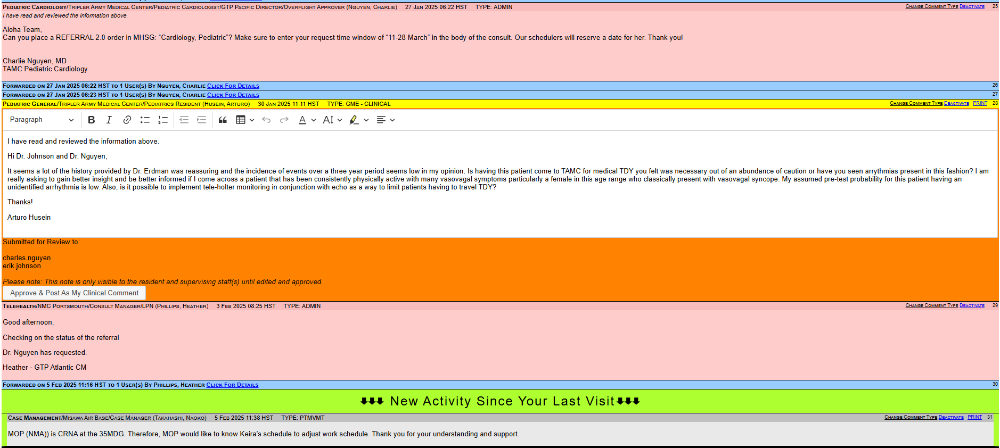 PEDIATRIC CARDIOLOGY/TRIPLER ARMY MEDICAL CENTER/PEDIATRIC CARDIOLOGIST/GTP PACIFIC DIRECTOR/OVERFLIGHT APPROVER (NGUYEN, CHARLIE) 27 JAN 2025 06:22 HST TYPE: ADMIN CHANGE COMMENT TYPE DEACTIVATE 25
I have read and reviewed the information above.
Aloha Team,
Can you place a REFERRAL 2.0 order in MHSG: “Cardiology, Pediatric”? Make sure to enter your request time window of “11-28 March” in the body of the consult. Our schedulers will reserve a date for her. Thank you!
Charlie Nguyen, MD
TAMC Pediatric Cardiology
FORWARDED ON 27 JAN 2025 06:22 HST TO 1 USER(S) BY NGUYEN, CHARLIE CLICK FOR DETAILS 26
FORWARDED ON 27 JAN 2025 06:23 HST TO 1 USER(S) BY NGUYEN, CHARLIE CLICK FOR DETAILS 27
PEDIATRIC GENERAL/TRIPLER ARMY MEDICAL CENTER/PEDIATRICS RESIDENT (HUSEIN, ARTURO) 30 JAN 2025 11:11 HST TYPE: GME - CLINICAL CHANGE COMMENT TYPE DEACTIVATE PRINT 28
Paragraph
I have read and reviewed the information above.
Hi Dr. Johnson and Dr. Nguyen,
It seems a lot of the history provided by Dr. Erdman was reassuring and the incidence of events over a three year period seems low in my opinion. Is having this patient come to TAMC for medical TDY you felt was necessary out of an abundance of caution or have you seen arrythmias present in this fashion? I am
really asking to gain better insight and be better informed if I come across a patient that has been consistently physically active with many vasovagal symptoms particularly a female in this age range who classically present with vasovagal syncope. My assumed pre-test probability for this patient having an
unidentified arrhythmia is low. Also, is it possible to implement tele-holter monitoring in conjunction with echo as a way to limit patients having to travel TDY?
Thanks!
Arturo Husein
Submitted for Review to:
charles.nguyen
erik.johnson
Please note: This note is only visible to the resident and supervising staff(s) until edited and approved.
Approve & Post As My Clinical Comment
TELEHEALTH/NMC PORTSMOUTH/CONSULT MANAGER/LPN (PHILLIPS, HEATHER) 3 FEB 2025 08:25 HST TYPE: ADMIN CHANGE COMMENT TYPE DEACTIVATE 29
Good afternoon,
Checking on the status of the referral
Dr. Nguyen has requested.
Heather - GTP Atlantic CM
FORWARDED ON 5 FEB 2025 11:16 HST TO 1 USER(S) BY PHILLIPS, HEATHER CLICK FOR DETAILS 30
New Activity Since Your Last Visit
CASE MANAGEMENT/MISAWA AIR BASE/CASE MANAGER (TAKAHASHI, NAOKO) 5 FEB 2025 11:38 HST TYPE: PTMVMT CHANGE COMMENT TYPE DEACTIVATE PRINT 31
MOP (NMA)) is CRNA at the 35MDG. Therefore, MOP would like to know Keira's schedule to adjust work schedule. Thank you for your understanding and support.